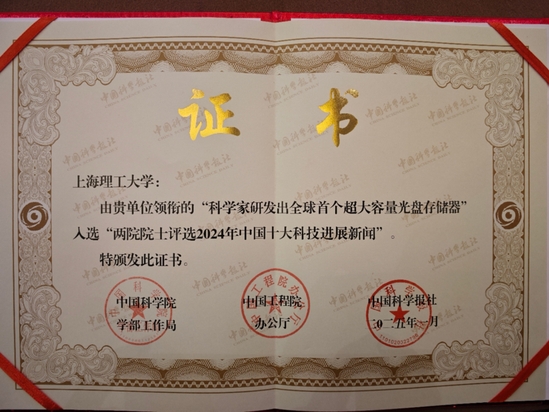 证 书
上海理工大学：
由贵单位领衔的“科学家研发出全球首个超大容量光盘存储器”
入选“两院院士评选2024年中国十大科技进展新闻”。
特颁发此证书。
中国科学院 中国工程院 中国科学报社
学部工作局 办公厅 二〇二五年一月